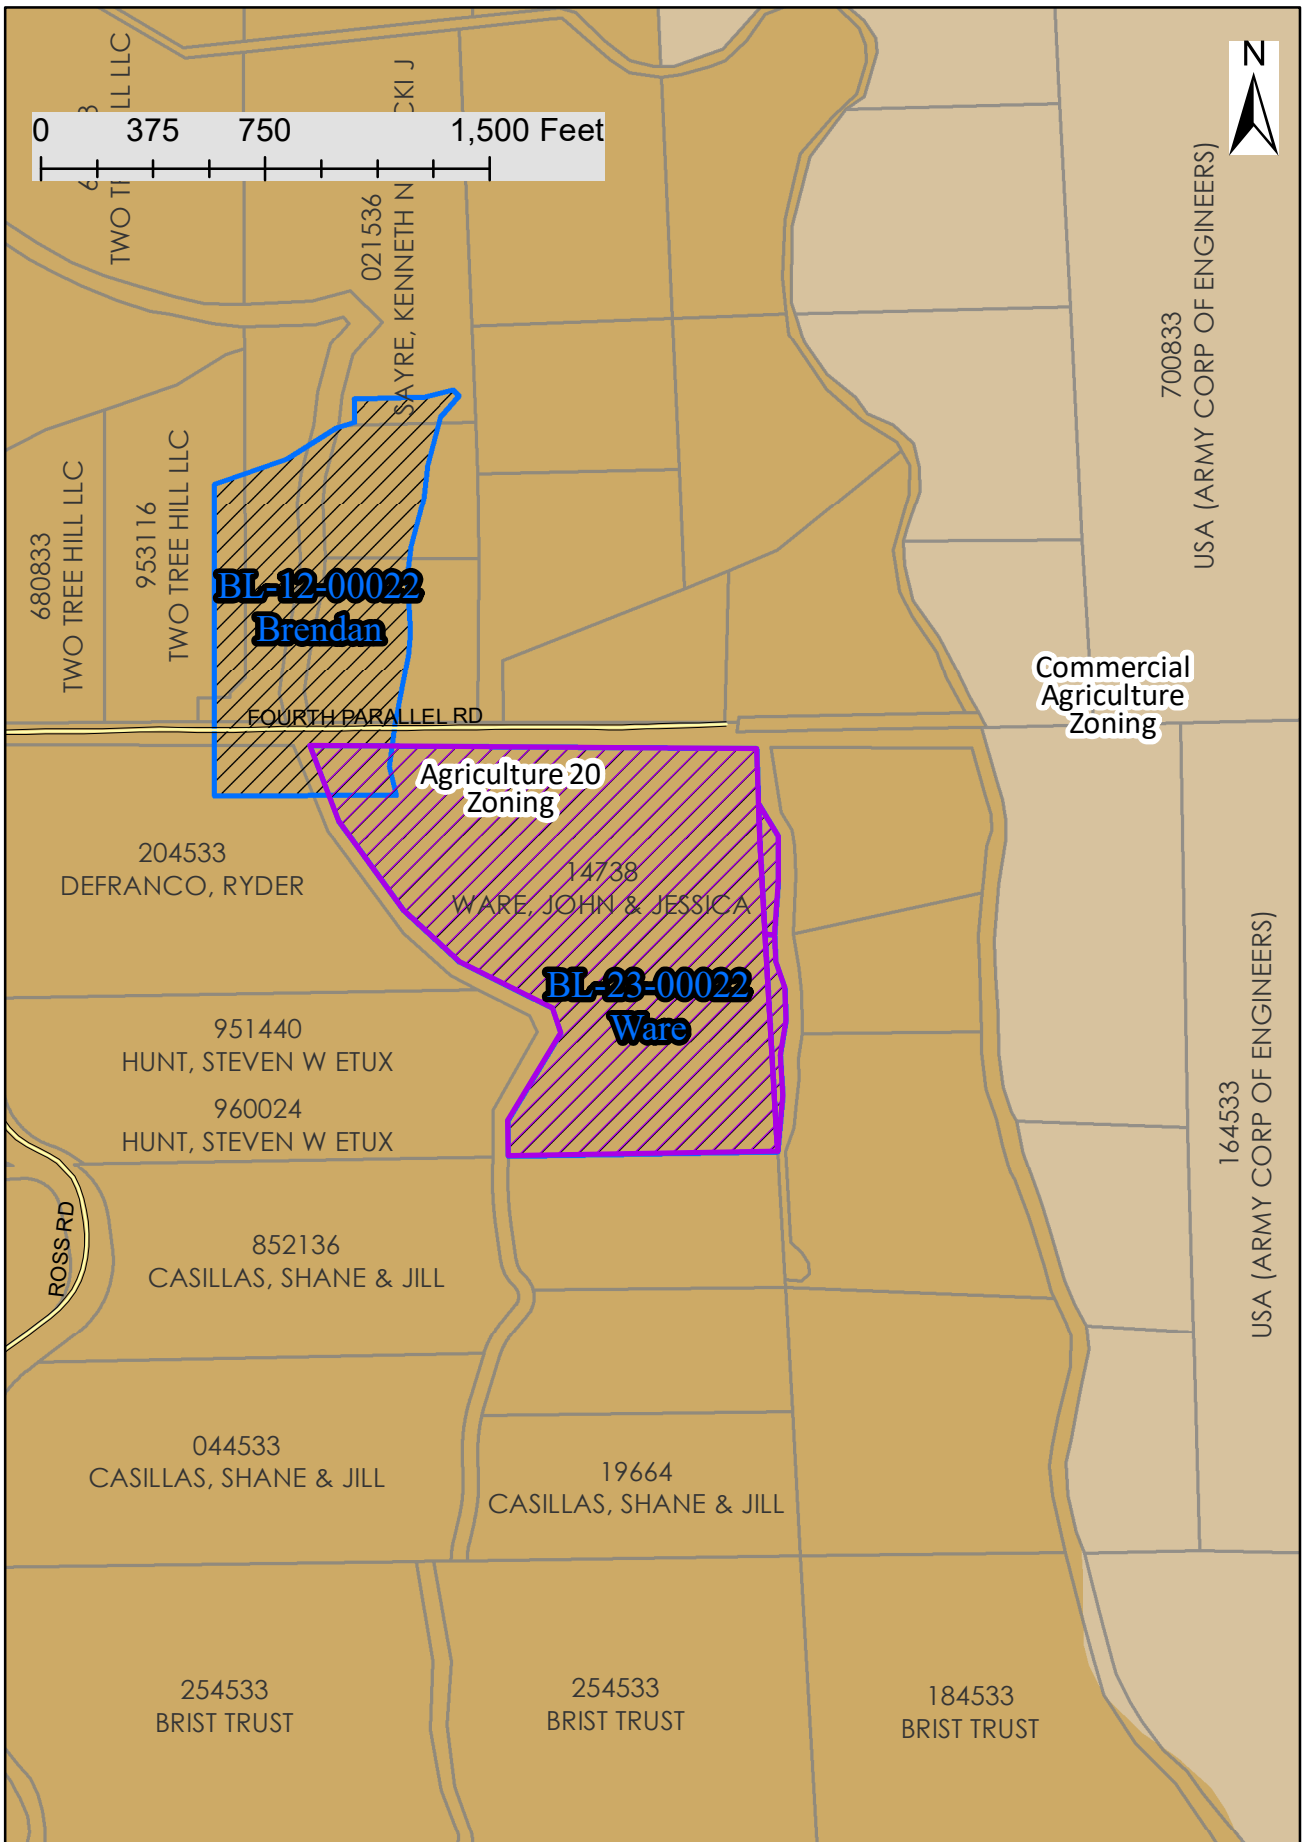 N
0 375 750 1,500 Feet
TWO
LL LLC
021536
SAYRE, KENNETH N
CKI J
700833
USA (ARMY CORP OF ENGINEERS)
680833
TWO TREE HILL LLC
953116
TWO TREE HILL LLC
BL-12-00022
Brendan
FOURTH PARALLEL RD
Commercial
Agriculture
Zoning
Agriculture 20
Zoning
204533
DEFRANCO, RYDER
14738
WARE, JOHN & JESSICA
BL-23-00022
Ware
951440
HUNT, STEVEN W ETUX
960024
HUNT, STEVEN W ETUX
164533
USA (ARMY CORP OF ENGINEERS)
ROSS RD
852136
CASILLAS, SHANE & JILL
044533
CASILLAS, SHANE & JILL
19664
CASILLAS, SHANE & JILL
254533
BRIST TRUST
254533
BRIST TRUST
184533
BRIST TRUST